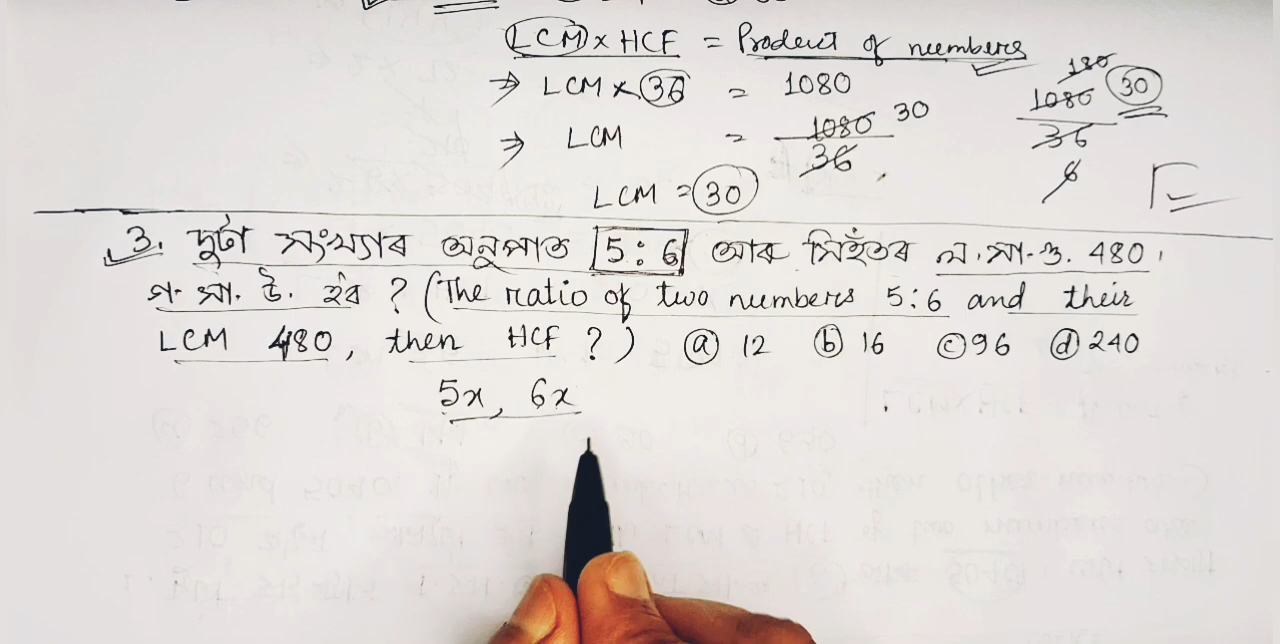 LCM x HCF = Product of numbers
⇒ LCM x 36 = 1080
⇒ LCM = 1080 30
36
LCM = 30
180
1080 30
36
6
3. দুটা সংখ্যাৰ অনুপাত 5:6 আৰু সিহঁতৰ ল.সা.গু. 480,
গ. সা. উ. হ'ব ? (The ratio of two numbers 5:6 and their
LCM 480, then HCF ?) (a) 12 (b) 16 (c) 96 (d) 240
5x, 6x